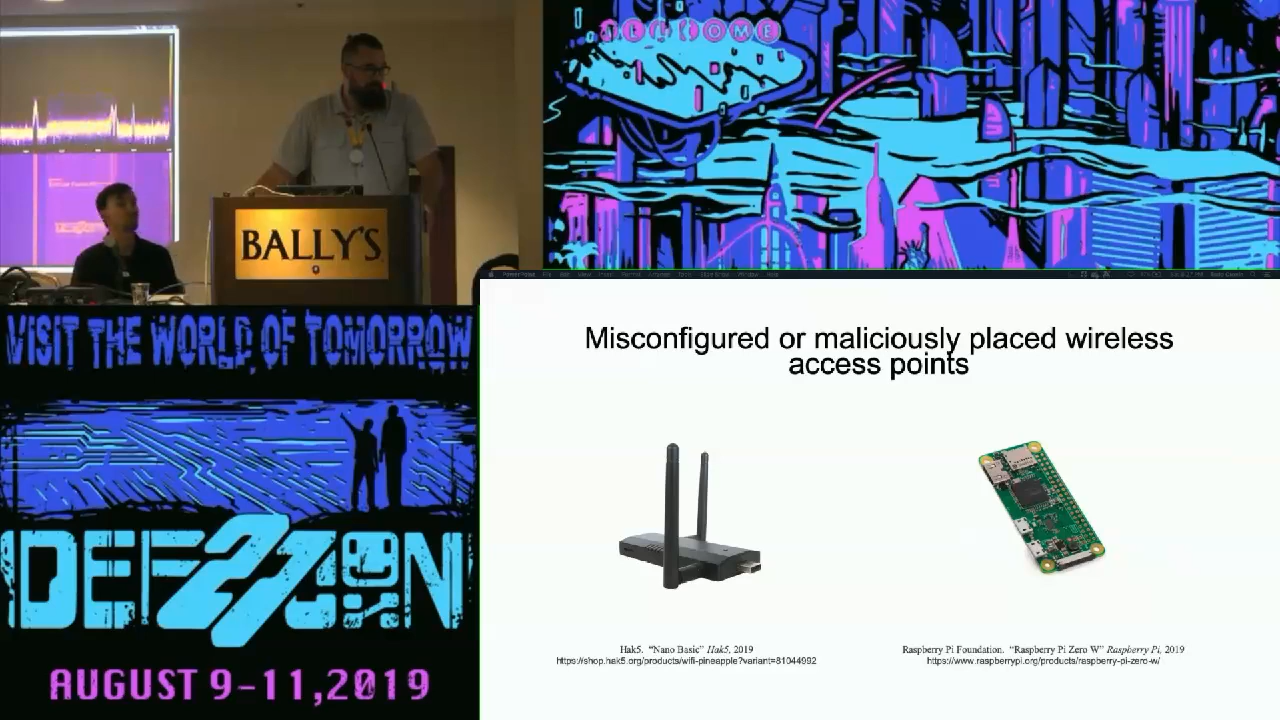 WELCOME
BALLY'S
VISIT THE WORLD OF TOMORROW
DEF CON
27
AUGUST 9-11,2019
Misconfigured or maliciously placed wireless
access points
Hak5. "Nano Basic" Hak5, 2019
https://shop.hak5.org/products/wifi-pineapple?variant=81044992
Raspberry Pi Foundation. "Raspberry Pi Zero W" Raspberry Pi, 2019
https://www.raspberrypi.org/products/raspberry-pi-zero-w/